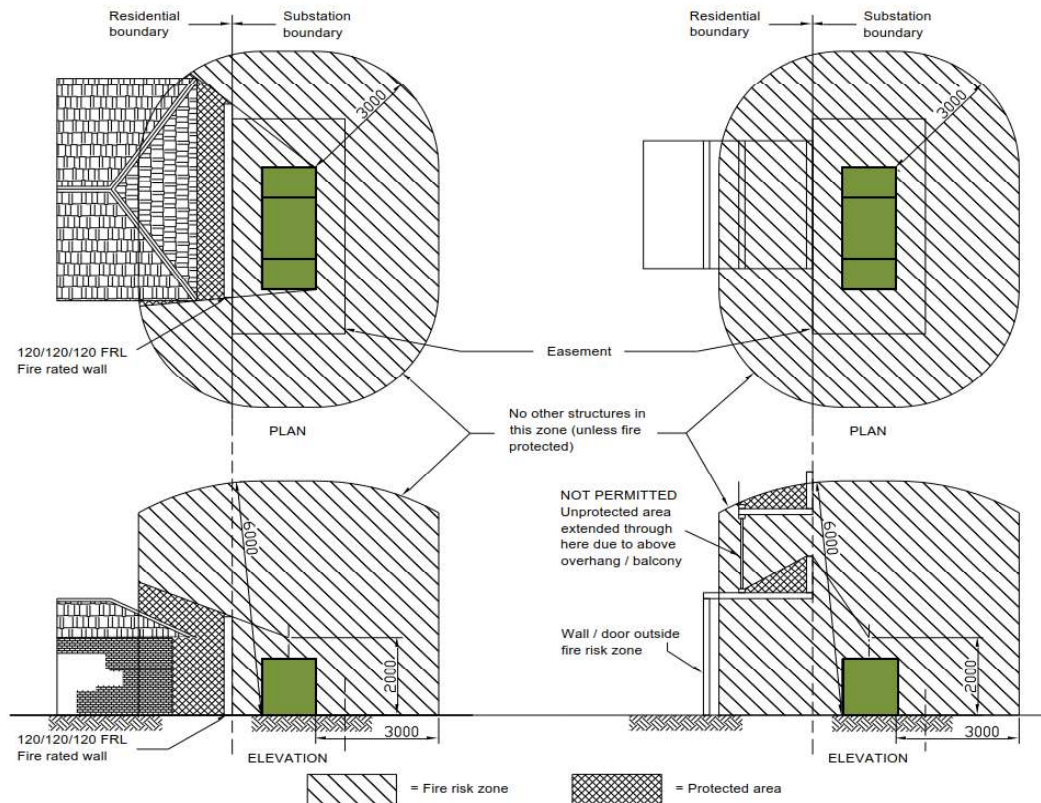 Residential
boundary
Substation
boundary
Residential
boundary
Substation
boundary
3000
3000
120/120/120 FRL
Fire rated wall
Easement
PLAN
No other structures in
this zone (unless fire
protected)
PLAN
6000
2000
3000
NOT PERMITTED
Unprotected area
extended through
here due to above
overhang / balcony
Wall / door outside
fire risk zone
6000
2000
3000
120/120/120 FRL
Fire rated wall
ELEVATION
ELEVATION
= Fire risk zone
= Protected area